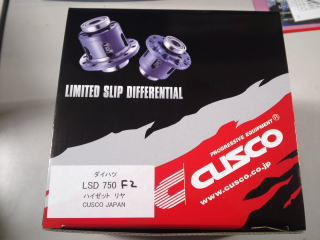 LIMITED SLIP DIFFERENTIAL
PROGRESSIVE EQUIPMENT®
CUSCO
www.cusco.co.jp
ダイハツ
LSD 750 F2
ハイゼット リヤ
CUSCO JAPAN